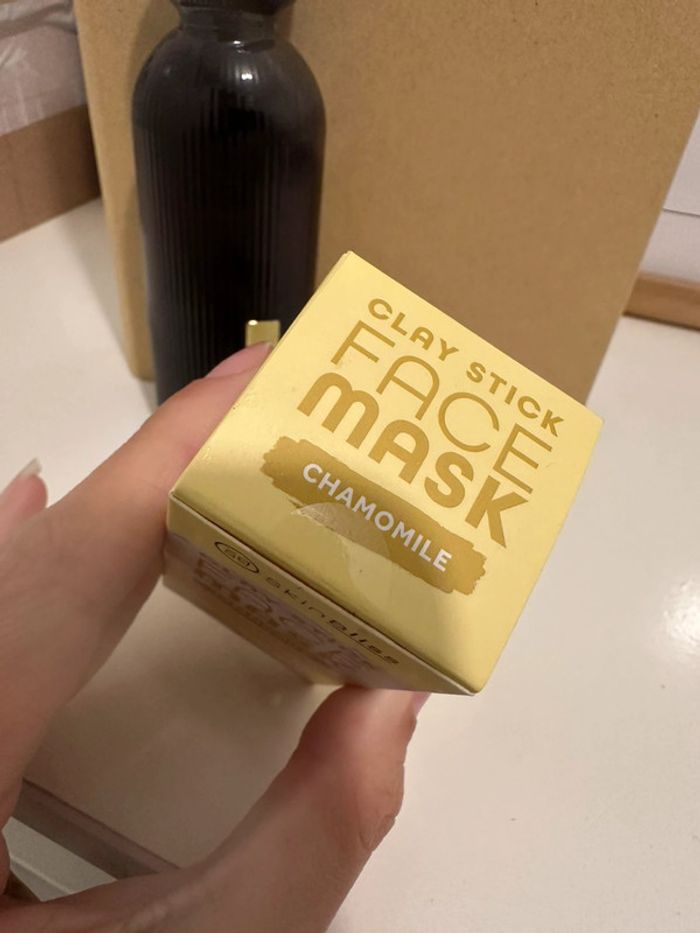 CLAY STICK
FACE
MASK
CHAMOMILE
skinbliss